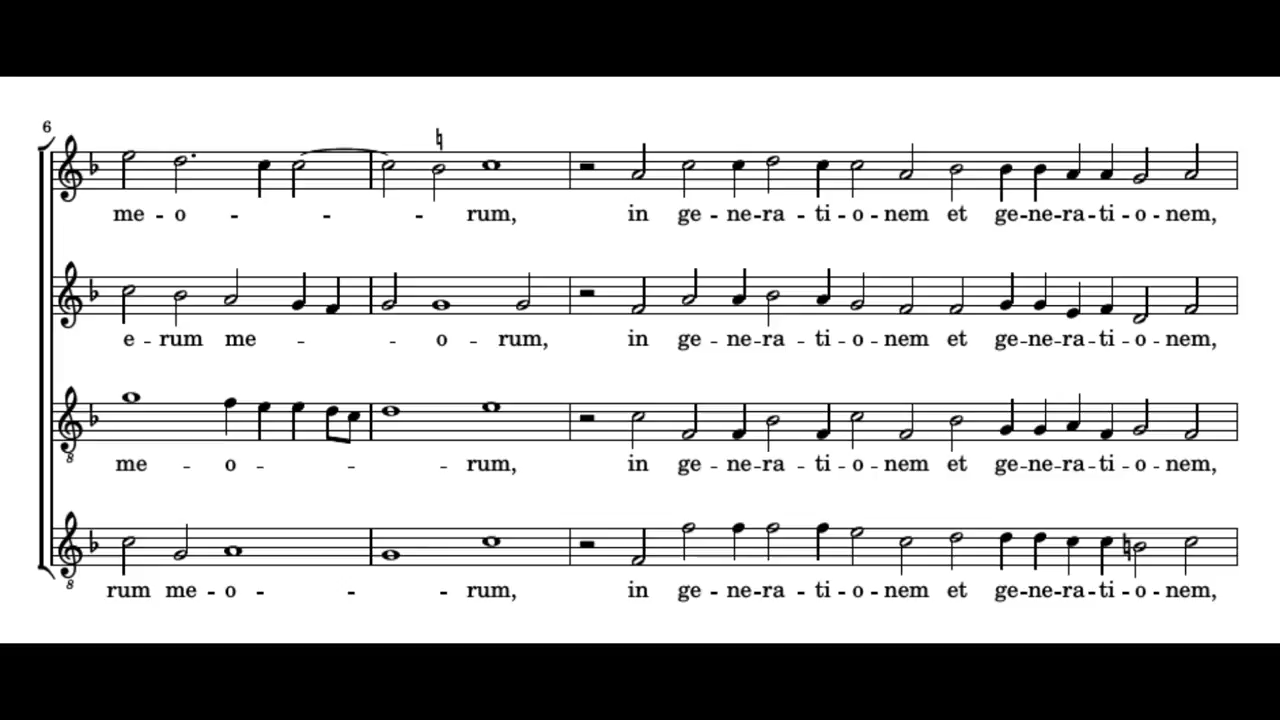 6
me - o - - - - rum, in ge - ne - ra - ti - o - nem et ge - ne - ra - ti - o - nem,
e - rum me - - - o - rum, in ge - ne - ra - ti - o - nem et ge - ne - ra - ti - o - nem,
8
me - o - - - rum, in ge - ne - ra - ti - o - nem et ge - ne - ra - ti - o - nem,
8
rum me - o - - - rum, in ge - ne - ra - ti - o - nem et ge - ne - ra - ti - o - nem,